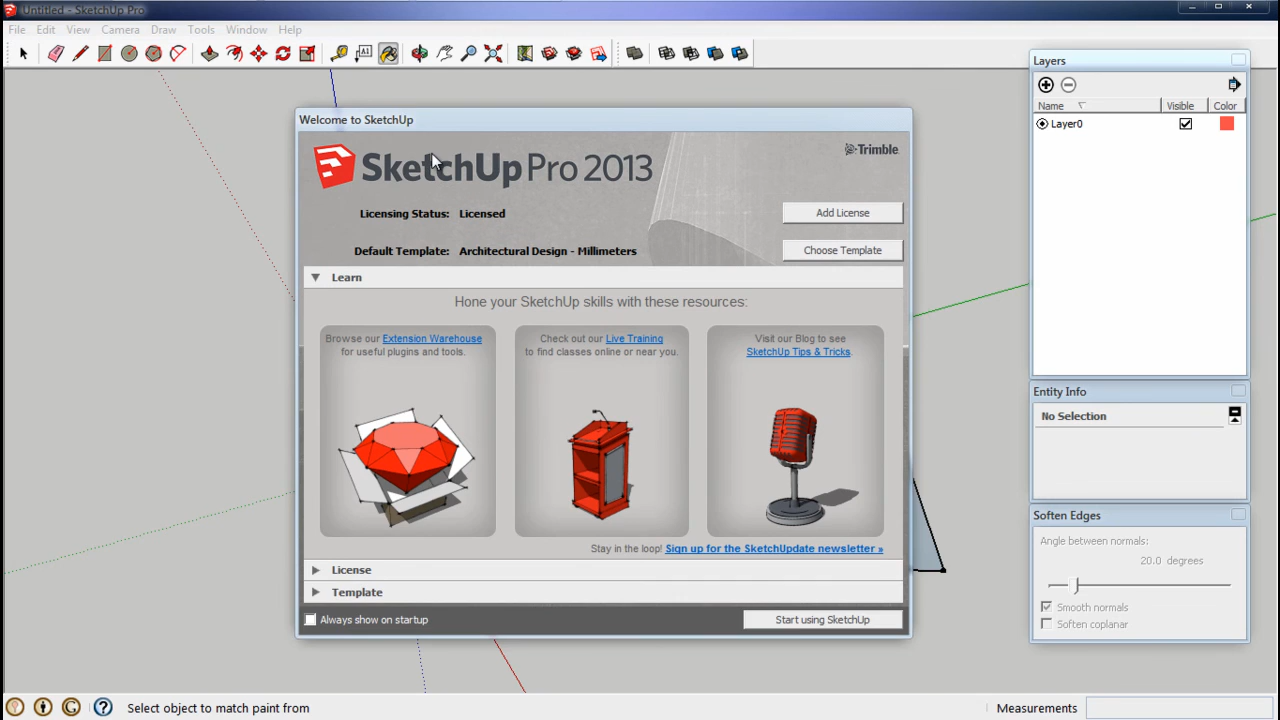 Untitled - SketchUp Pro
File Edit View Camera Draw Tools Window Help
A1
Layers
Name Visible Color
Layer0
Welcome to SketchUp
SketchUp Pro 2013
Trimble
Licensing Status: Licensed
Add License
Default Template: Architectural Design - Millimeters
Choose Template
Learn
Hone your SketchUp skills with these resources:
Browse our Extension Warehouse
for useful plugins and tools.
Check out our Live Training
to find classes online or near you.
Visit our Blog to see
SketchUp Tips & Tricks.
Stay in the loop! Sign up for the SketchUpdate newsletter »
License
Template
Always show on startup
Start using SketchUp
Entity Info
No Selection
Soften Edges
Angle between normals:
20.0 degrees
Smooth normals
Soften coplanar
Select object to match paint from
Measurements